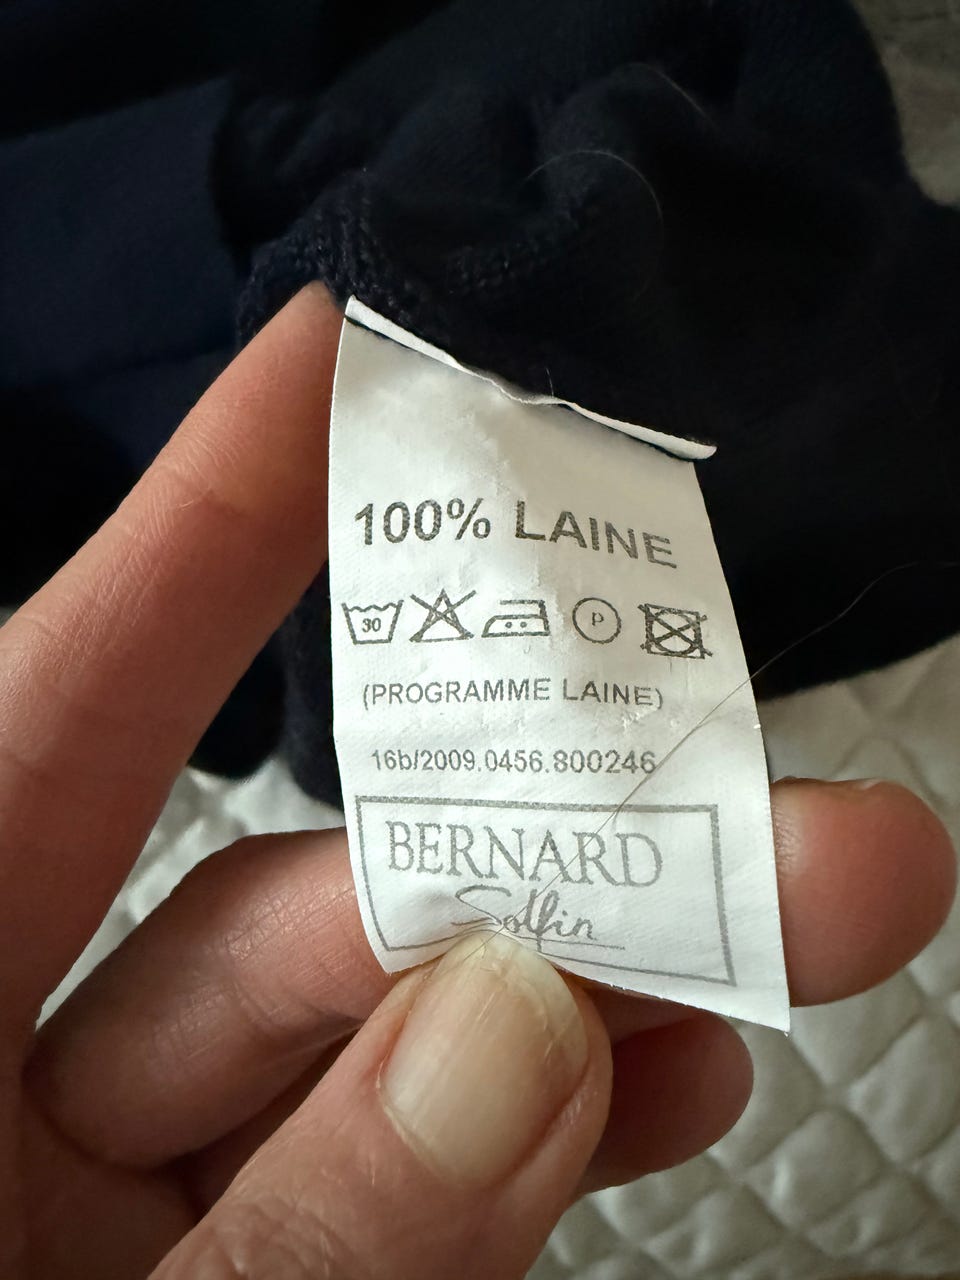 100% LAINE
30 P
(PROGRAMME LAINE)
16b/2009.0456.800246
BERNARD
Solfin